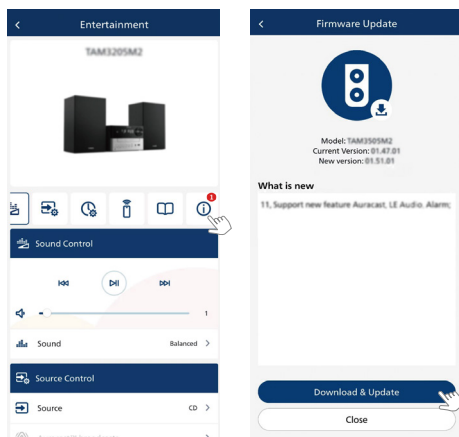 Entertainment
TAM3205M2
1
Sound Control
1
Sound Balanced
Source Control
Source CD
Firmware Update
Model: TAM3505M2
Current Version: 01.47.01
New version: 01.51.01
What is new
11, Support new feature Auracast, LE Audio. Alarm;
Download & Update
Close